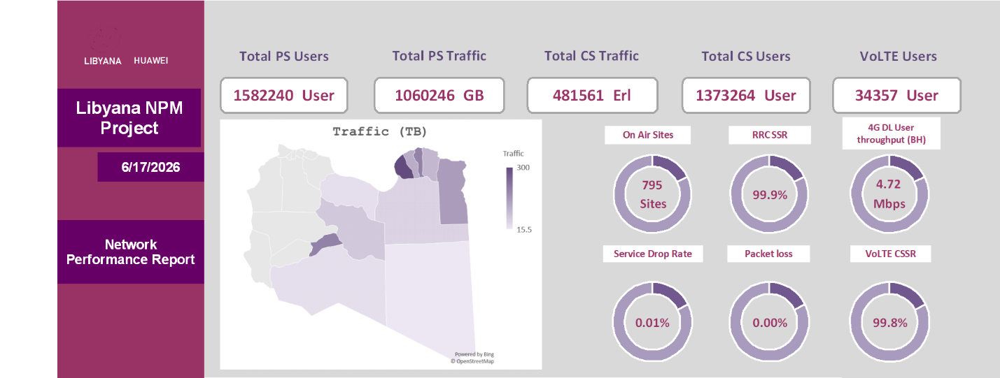 LIBYANA HUAWEI
Libyana NPM
Project
6/17/2026
Network
Performance Report
Total PS Users
1582240 User
Total PS Traffic
1060246 GB
Total CS Traffic
481561 Erl
Total CS Users
1373264 User
VoLTE Users
34357 User
Traffic (TB)
Traffic
300
15.5
Powered by Bing
© OpenStreetMap
On Air Sites
795
Sites
RRC SSR
99.9%
4G DL User
throughput (BH)
4.72
Mbps
Service Drop Rate
0.01%
Packet loss
0.00%
VoLTE CSSR
99.8%